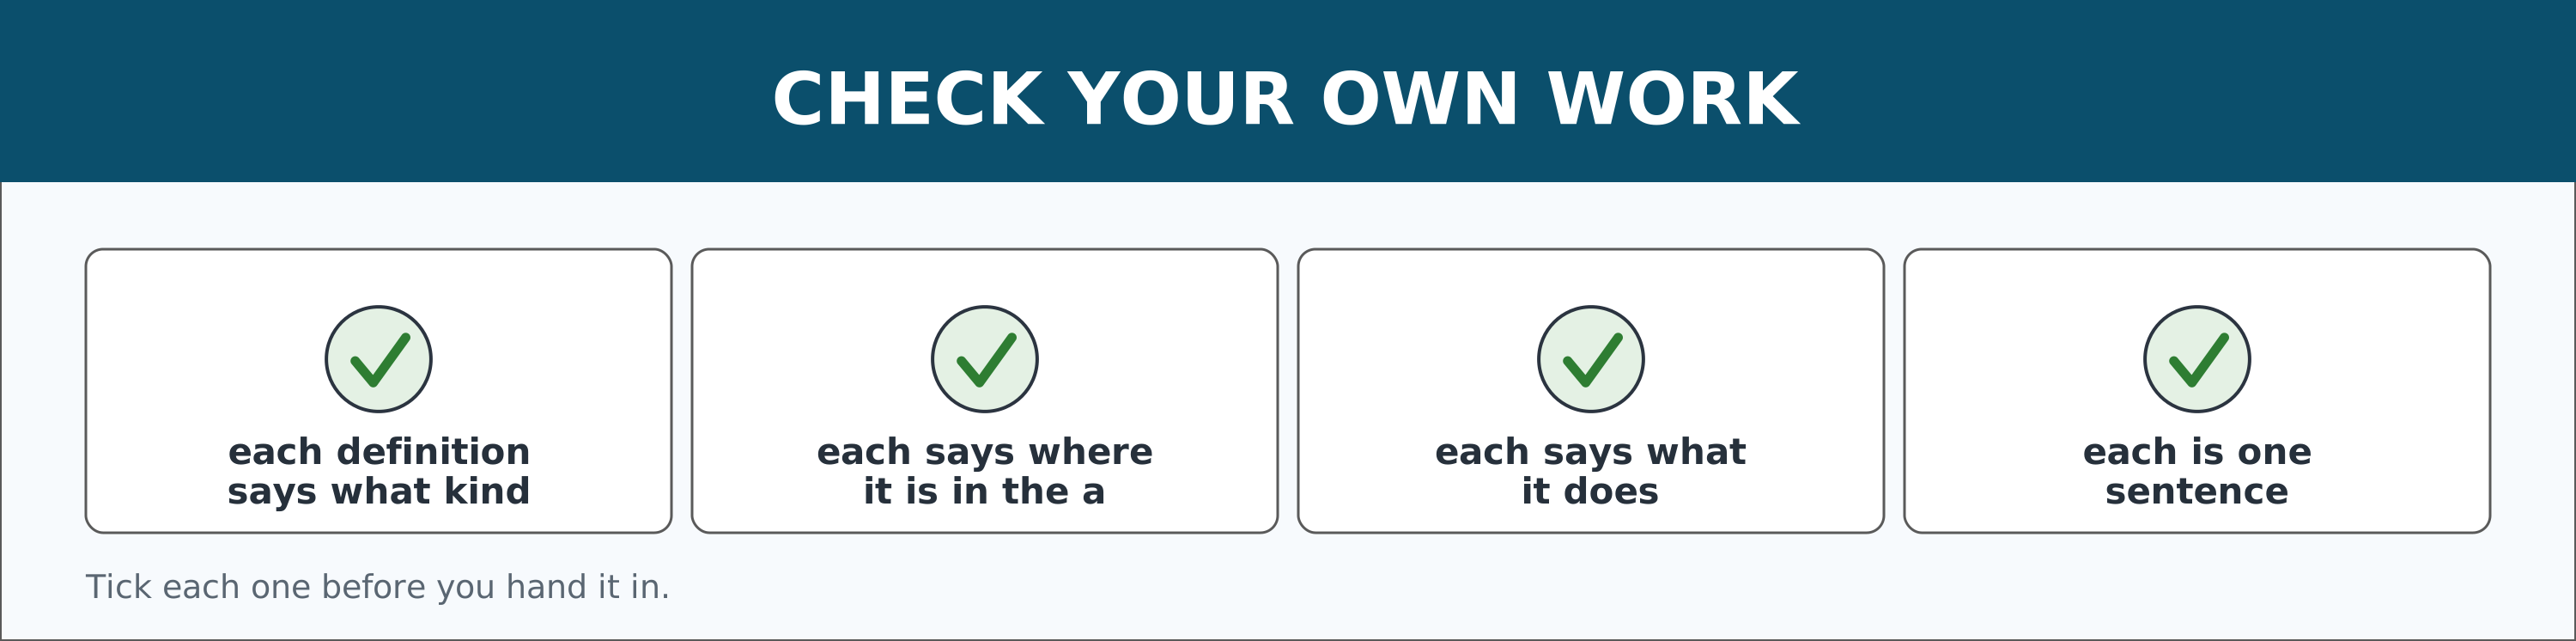 CHECK YOUR OWN WORK
each definition
says what kind
each says where
it is in the a
each says what
it does
each is one
sentence
Tick each one before you hand it in.